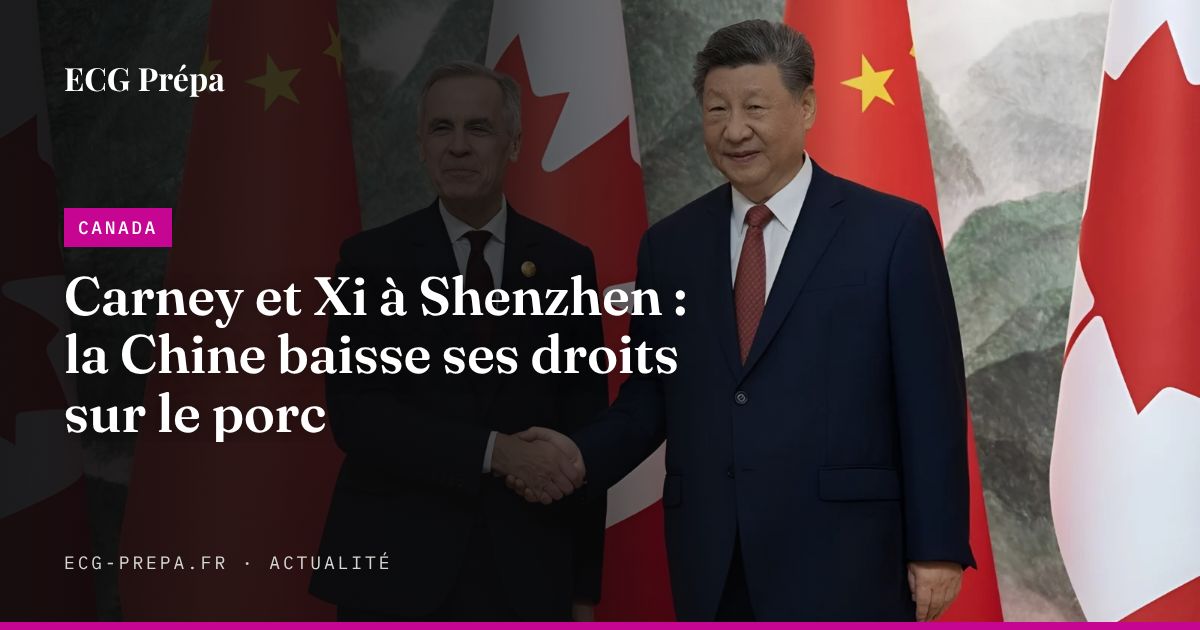 ECG Prépa
CANADA
Carney et Xi à Shenzhen :
la Chine baisse ses droits
sur le porc
ECG-PREPA.FR · ACTUALITÉ